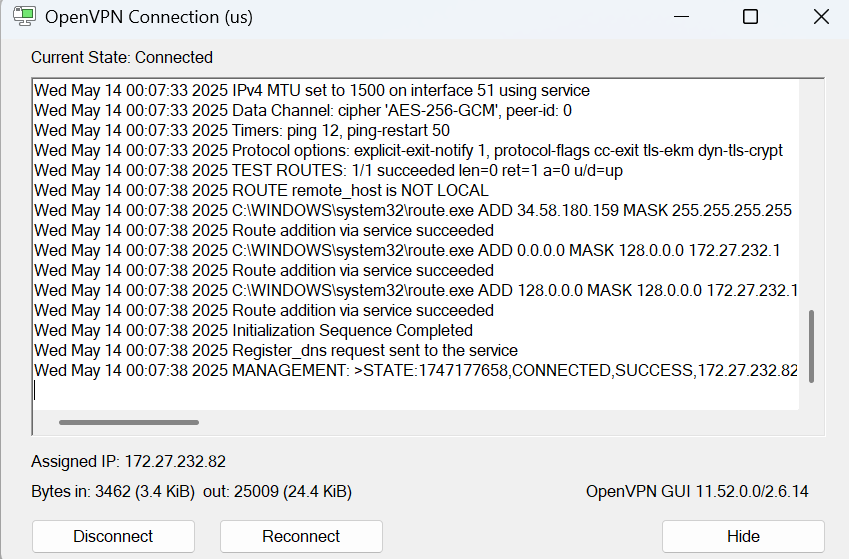 OpenVPN Connection (us)
Current State: Connected
Wed May 14 00:07:33 2025 IPv4 MTU set to 1500 on interface 51 using service
Wed May 14 00:07:33 2025 Data Channel: cipher 'AES-256-GCM', peer-id: 0
Wed May 14 00:07:33 2025 Timers: ping 12, ping-restart 50
Wed May 14 00:07:33 2025 Protocol options: explicit-exit-notify 1, protocol-flags cc-exit tls-ekm dyn-tls-crypt
Wed May 14 00:07:38 2025 TEST ROUTES: 1/1 succeeded len=0 ret=1 a=0 u/d=up
Wed May 14 00:07:38 2025 ROUTE remote_host is NOT LOCAL
Wed May 14 00:07:38 2025 C:\WINDOWS\system32\route.exe ADD 34.58.180.159 MASK 255.255.255.255
Wed May 14 00:07:38 2025 Route addition via service succeeded
Wed May 14 00:07:38 2025 C:\WINDOWS\system32\route.exe ADD 0.0.0.0 MASK 128.0.0.0 172.27.232.1
Wed May 14 00:07:38 2025 Route addition via service succeeded
Wed May 14 00:07:38 2025 C:\WINDOWS\system32\route.exe ADD 128.0.0.0 MASK 128.0.0.0 172.27.232.1
Wed May 14 00:07:38 2025 Route addition via service succeeded
Wed May 14 00:07:38 2025 Initialization Sequence Completed
Wed May 14 00:07:38 2025 Register_dns request sent to the service
Wed May 14 00:07:38 2025 MANAGEMENT: >STATE:1747177658,CONNECTED,SUCCESS,172.27.232.82
Assigned IP: 172.27.232.82
Bytes in: 3462 (3.4 KiB) out: 25009 (24.4 KiB) OpenVPN GUI 11.52.0.0/2.6.14
Disconnect Reconnect Hide